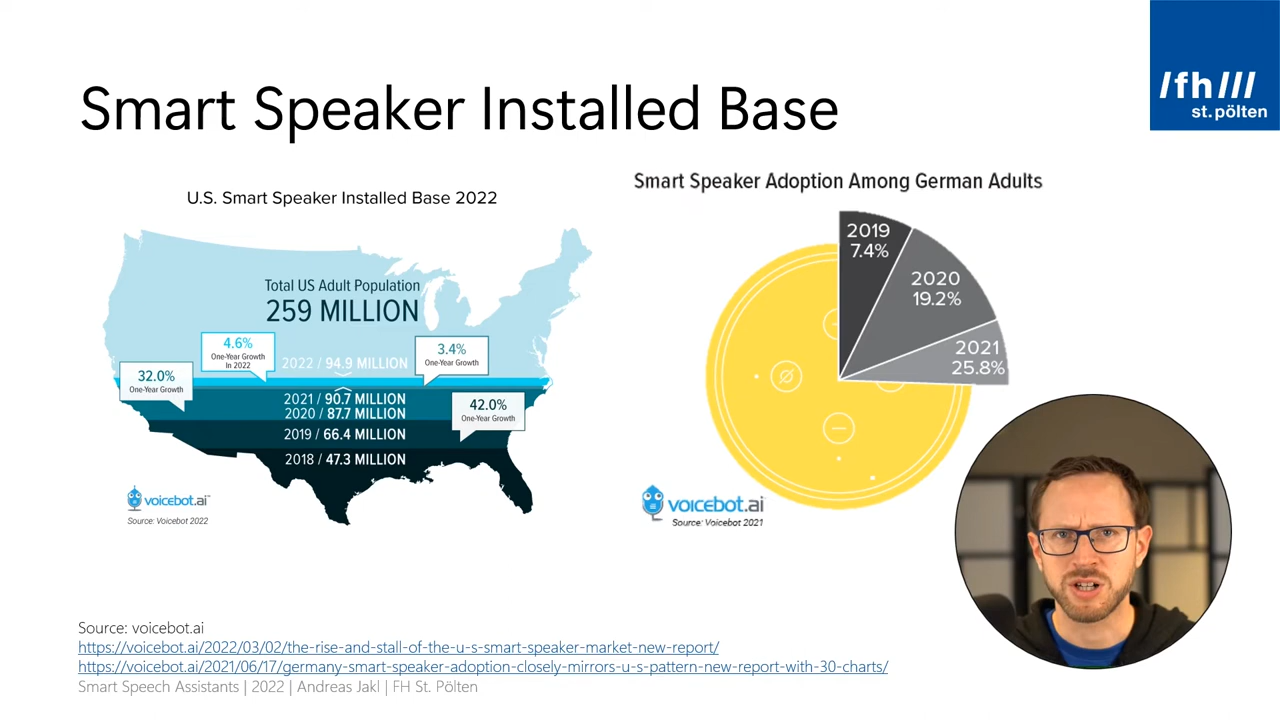 /fh///
st.pölten
Smart Speaker Installed Base
U.S. Smart Speaker Installed Base 2022
Total US Adult Population
259 MILLION
4.6%
One-Year Growth
In 2022
2022 / 94.9 MILLION
3.4%
One-Year Growth
32.0%
One-Year Growth
2021 / 90.7 MILLION
2020 / 87.7 MILLION
42.0%
One-Year Growth
2019 / 66.4 MILLION
2018 / 47.3 MILLION
voicebot.ai™
Source: Voicebot 2022
Smart Speaker Adoption Among German Adults
2019
7.4%
2020
19.2%
2021
25.8%
voicebot.ai
Source: Voicebot 2021
Source: voicebot.ai
https://voicebot.ai/2022/03/02/the-rise-and-stall-of-the-u-s-smart-speaker-market-new-report/
https://voicebot.ai/2021/06/17/germany-smart-speaker-adoption-closely-mirrors-u-s-pattern-new-report-with-30-charts/
Smart Speech Assistants | 2022 | Andreas Jakl | FH St. Pölten